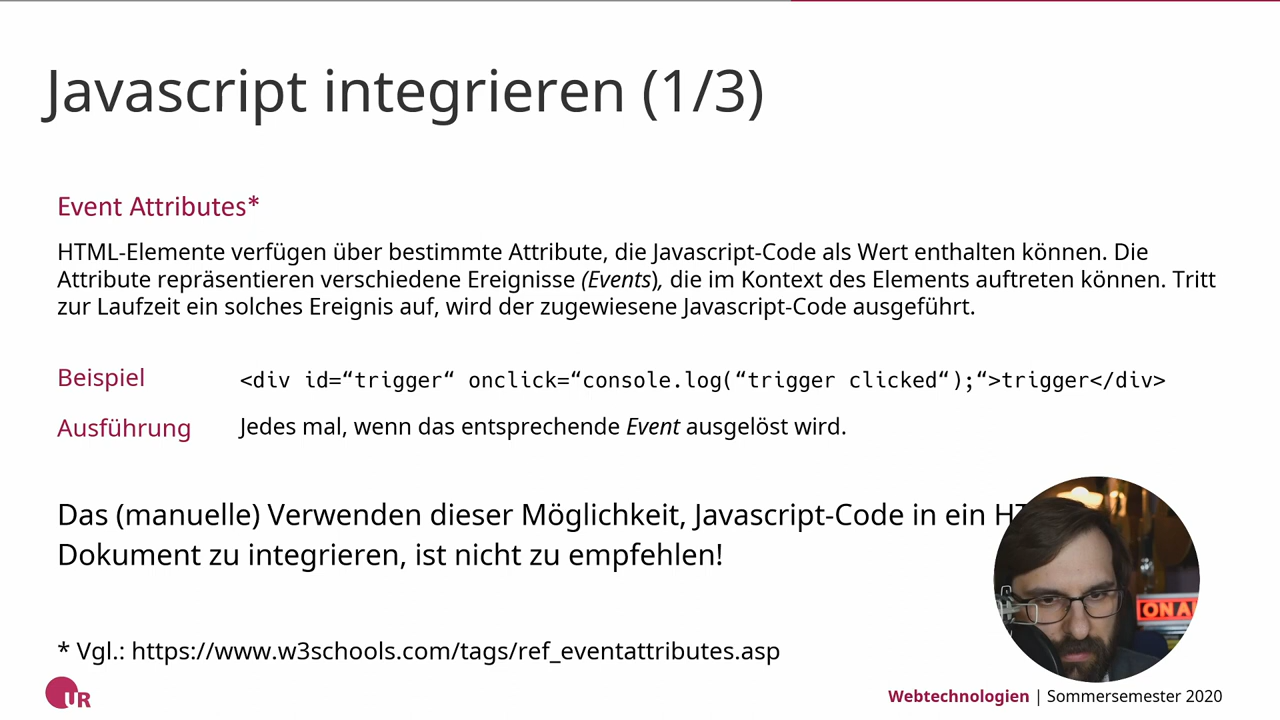 Javascript integrieren (1/3)
Event Attributes*
HTML-Elemente verfügen über bestimmte Attribute, die Javascript-Code als Wert enthalten können. Die
Attribute repräsentieren verschiedene Ereignisse (Events), die im Kontext des Elements auftreten können. Tritt
zur Laufzeit ein solches Ereignis auf, wird der zugewiesene Javascript-Code ausgeführt.
Beispiel <div id=“trigger“ onclick=“console.log(“trigger clicked“);“>trigger</div>
Ausführung Jedes mal, wenn das entsprechende Event ausgelöst wird.
Das (manuelle) Verwenden dieser Möglichkeit, Javascript-Code in ein
Dokument zu integrieren, ist nicht zu empfehlen!
ON
* Vgl.: https://www.w3schools.com/tags/ref_eventattributes.asp
UR
Webtechnologien | Sommersemester 2020